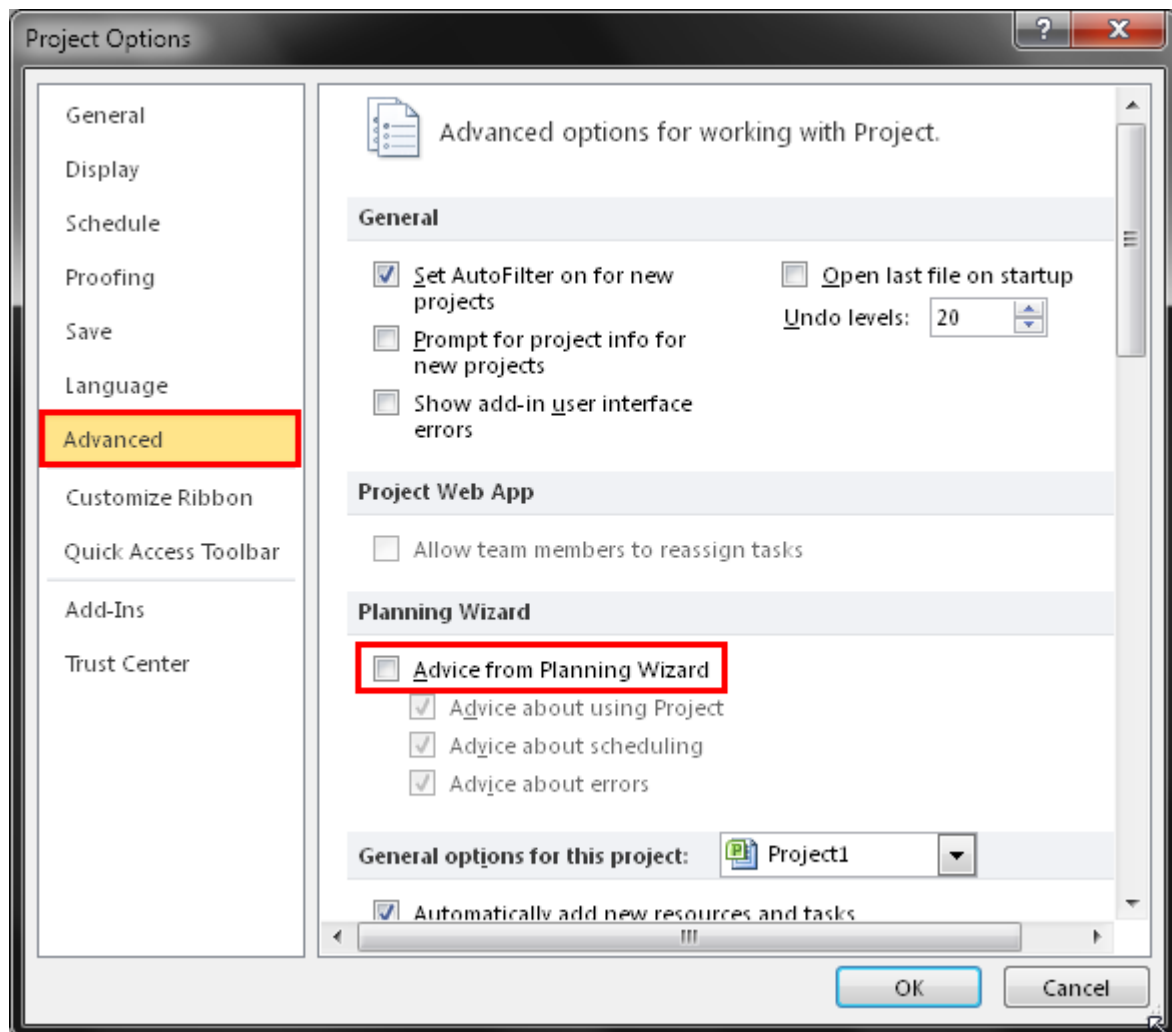 Project Options
General
Display
Schedule
Proofing
Save
Language
Advanced
Customize Ribbon
Quick Access Toolbar
Add-Ins
Trust Center
Advanced options for working with Project.
General
Set AutoFilter on for new
projects
Prompt for project info for
new projects
Show add-in user interface
errors
Open last file on startup
Undo levels: 20
Project Web App
Allow team members to reassign tasks
Planning Wizard
Advice from Planning Wizard
Advice about using Project
Advice about scheduling
Advice about errors
General options for this project: Project1
Automatically add new resources and tasks
OK Cancel